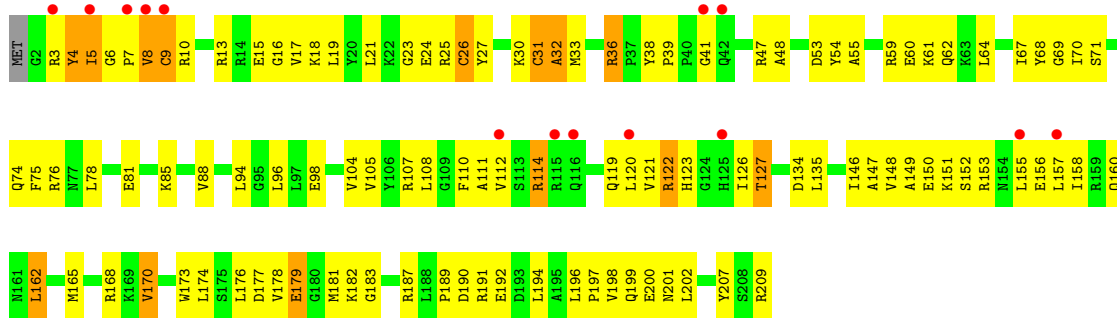 MET G2 R3 Y4 I5 G6 P7 V8 C9 R10 R13 R14 E15 G16 V17 K18 L19 Y20 L21 K22 G23 E24 R25 C26 Y27 K30 C31 A32 M33 R36 P37 Y38 P39 P40 G41 Q42 R47 A48 D53 Y54 A55 R59 E60 K61 Q62 K63 L64 I67 Y68 G69 I70 S71
Q74 F75 R76 N77 L78 E81 K85 V88 L94 G95 L96 L97 E98 V104 V105 Y106 R107 L108 G109 F110 A111 V112 S113 R114 R115 Q116 Q119 L120 V121 R122 H123 G124 H125 I126 T127 D134 L135 I146 A147 V148 A149 E150 K151 S152 R153 N154 L155 E156 L157 I158 R159 Q160
N161 L162 M165 R168 K169 V170 W173 L174 S175 L176 D177 V178 E179 G180 M181 K182 G183 R187 L188 P189 D190 R191 E192 D193 L194 A195 L196 P197 V198 Q199 E200 N201 L202 Y207 S208 R209